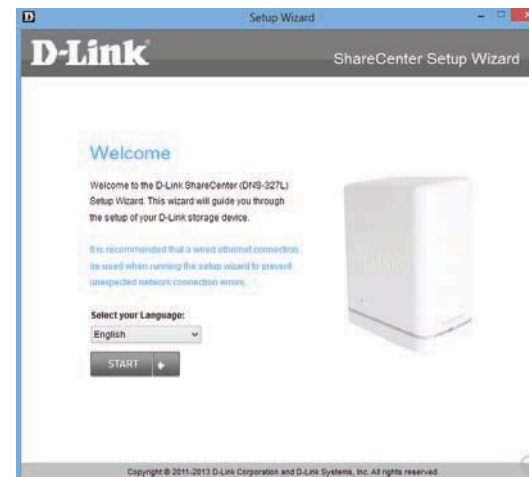 Setup Wizard
D-Link
ShareCenter Setup Wizard
Welcome
Welcome to the D-Link ShareCenter (DNS-327L)
Setup Wizard. This wizard will guide you through
the setup of your D-Link storage device.
It is recommended that a wired ethernet connection
be used when running the setup wizard to prevent
unexpected network connection errors.
Select your Language:
English
START
Copyright © 2011-2013 D-Link Corporation and D-Link Systems, Inc. All rights reserved.